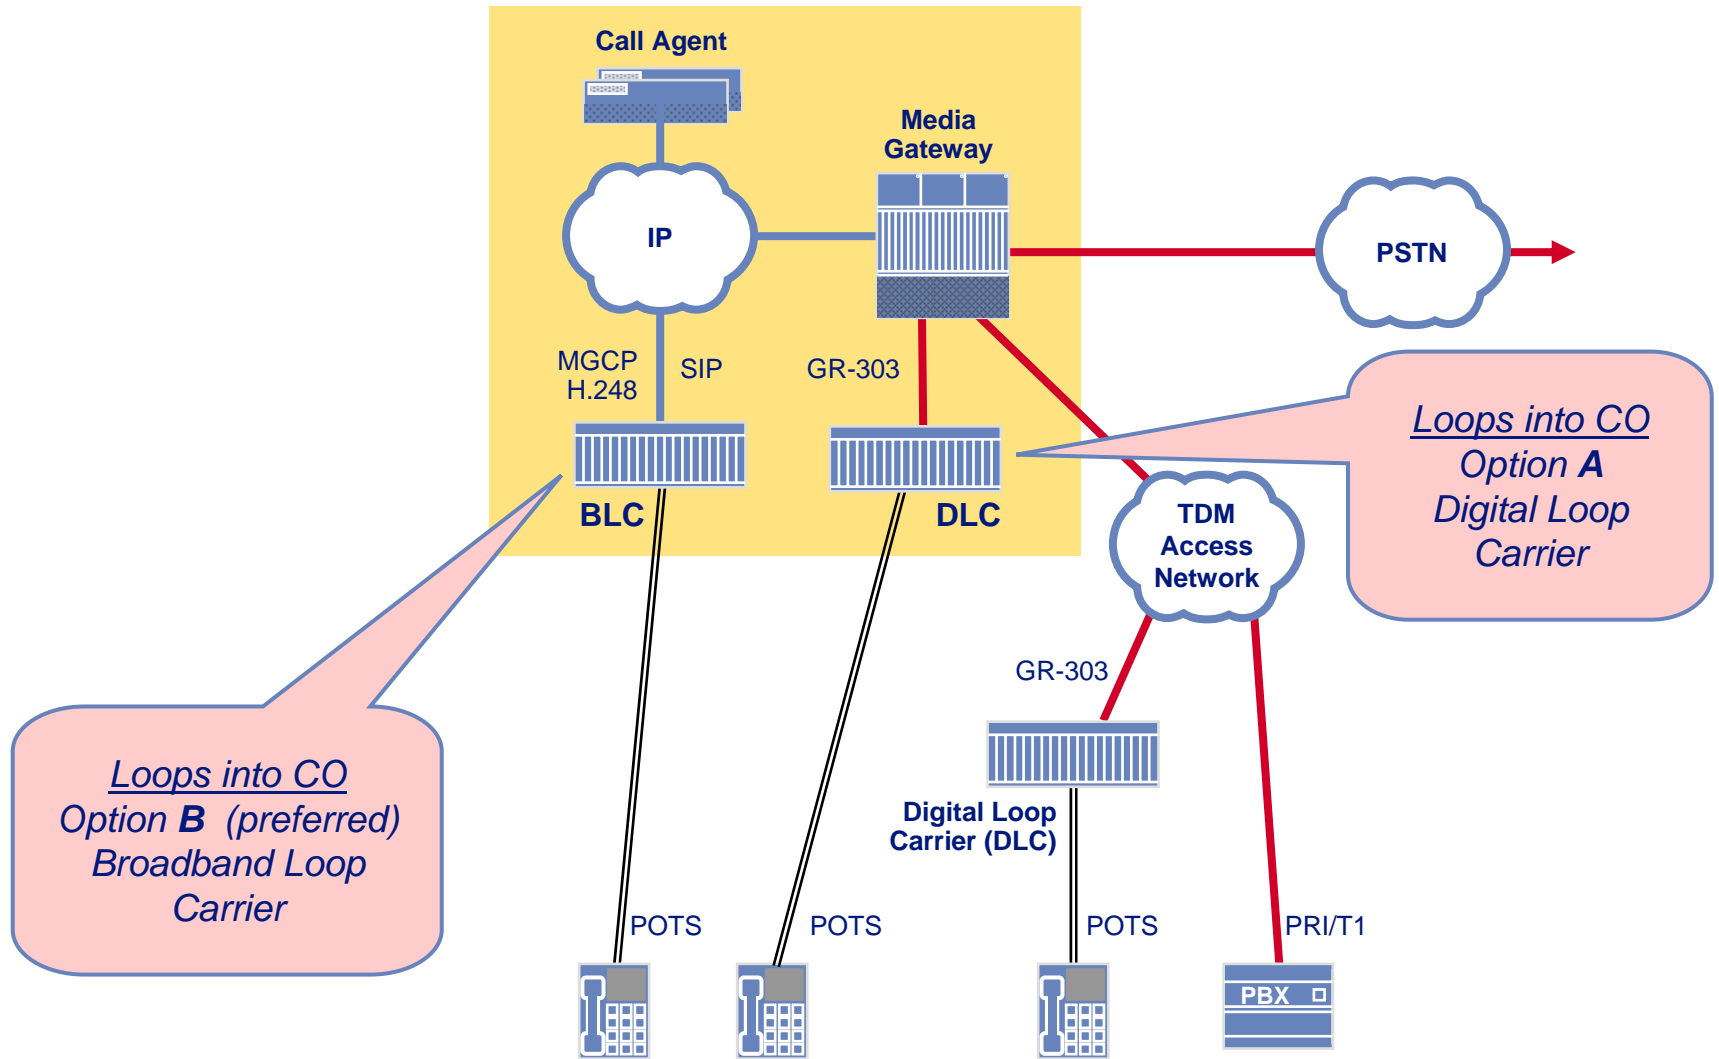 Call Agent
Media
Gateway
IP
PSTN
MGCP
H.248
SIP
GR-303
Loops into CO
Option A
Digital Loop
Carrier
BLC
DLC
TDM
Access
Network
GR-303
Loops into CO
Option B (preferred)
Broadband Loop
Carrier
Digital Loop
Carrier (DLC)
POTS
POTS
POTS
PRI/T1
PBX